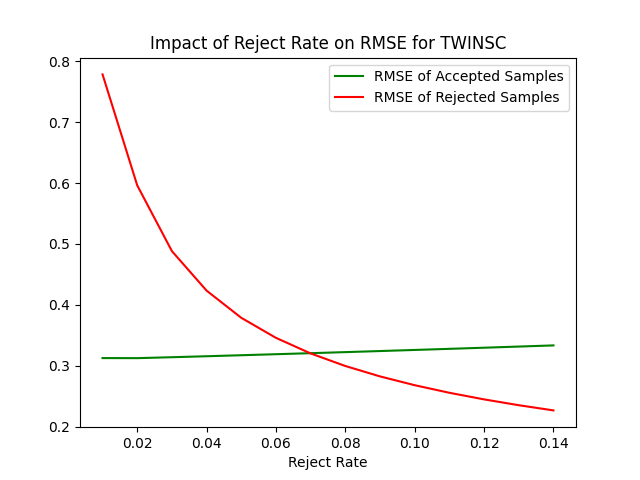 Impact of Reject Rate on RMSE for TWINSC
RMSE of Accepted Samples
RMSE of Rejected Samples
0.8
0.7
0.6
0.5
0.4
0.3
0.2
0.02 0.04 0.06 0.08 0.10 0.12 0.14
Reject Rate